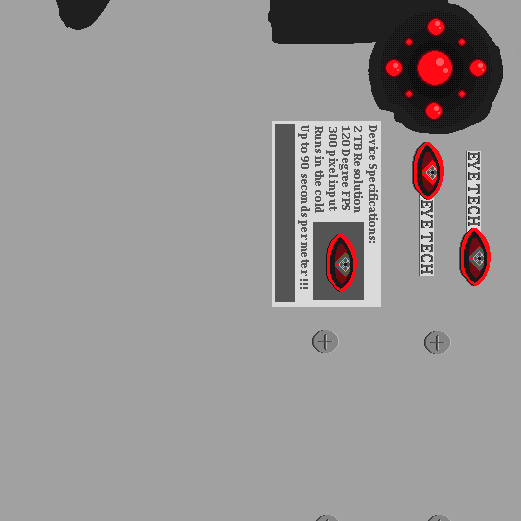 Device Specifications:
2 TB Resolution
120 Degree FPS
300 pixel input
Runs in the cold
Up to 90 seconds per meter !!!
EYE TECH
EYE TECH